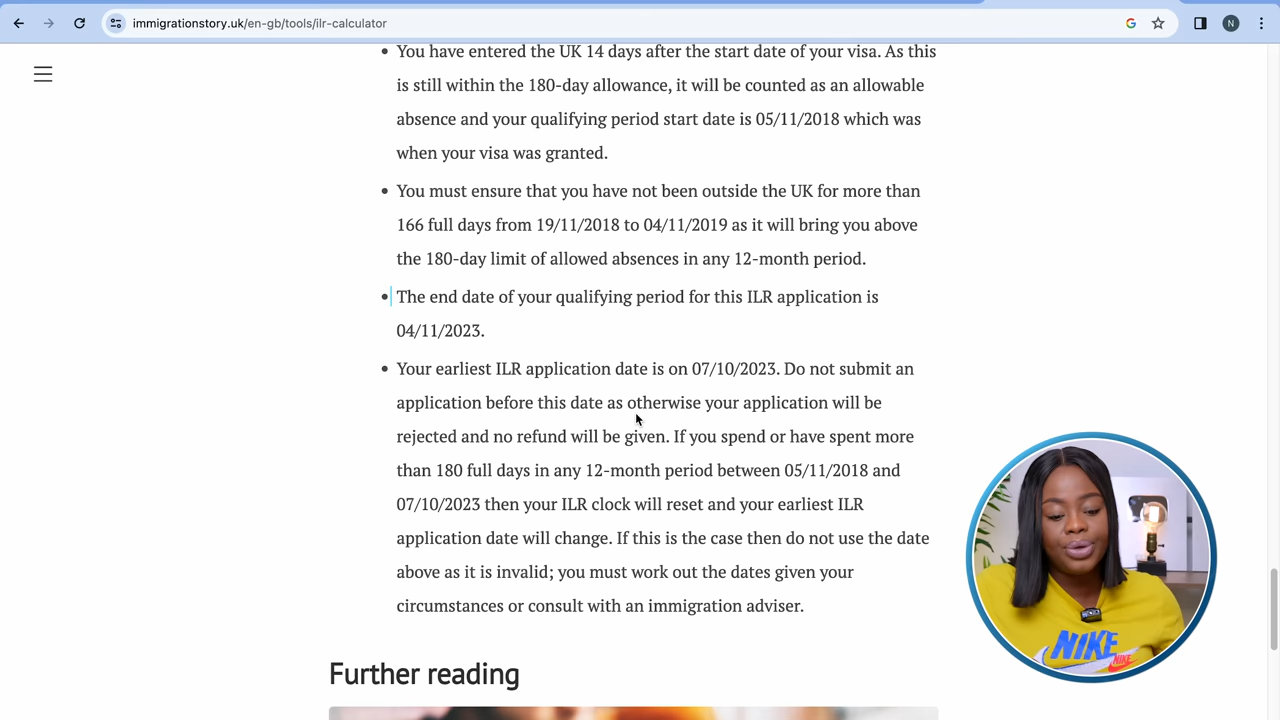 immigrationstory.uk/en-gb/tools/ilr-calculator
N
You have entered the UK 14 days after the start date of your visa. As this
is still within the 180-day allowance, it will be counted as an allowable
absence and your qualifying period start date is 05/11/2018 which was
when your visa was granted.
You must ensure that you have not been outside the UK for more than
166 full days from 19/11/2018 to 04/11/2019 as it will bring you above
the 180-day limit of allowed absences in any 12-month period.
The end date of your qualifying period for this ILR application is
04/11/2023.
Your earliest ILR application date is on 07/10/2023. Do not submit an
application before this date as otherwise your application will be
rejected and no refund will be given. If you spend or have spent more
than 180 full days in any 12-month period between 05/11/2018 and
07/10/2023 then your ILR clock will reset and your earliest ILR
application date will change. If this is the case then do not use the date
above as it is invalid; you must work out the dates given your
circumstances or consult with an immigration adviser.
Further reading
NIKE
NIKE